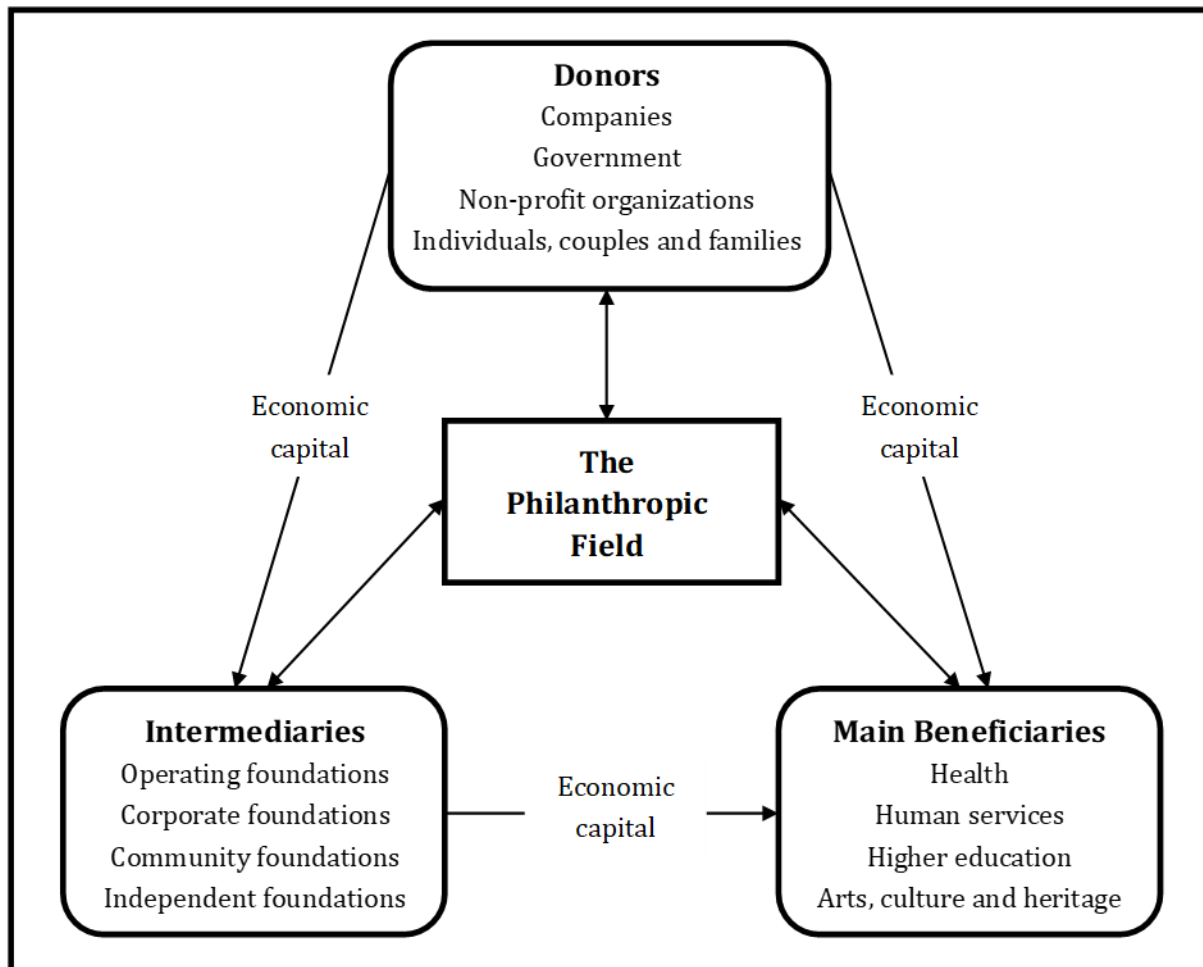 Donors
Companies
Government
Non-profit organizations
Individuals, couples and families
Economic
capital
Economic
capital
The
Philanthropic
Field
Intermediaries
Operating foundations
Corporate foundations
Community foundations
Independent foundations
Economic
capital
Main Beneficiaries
Health
Human services
Higher education
Arts, culture and heritage